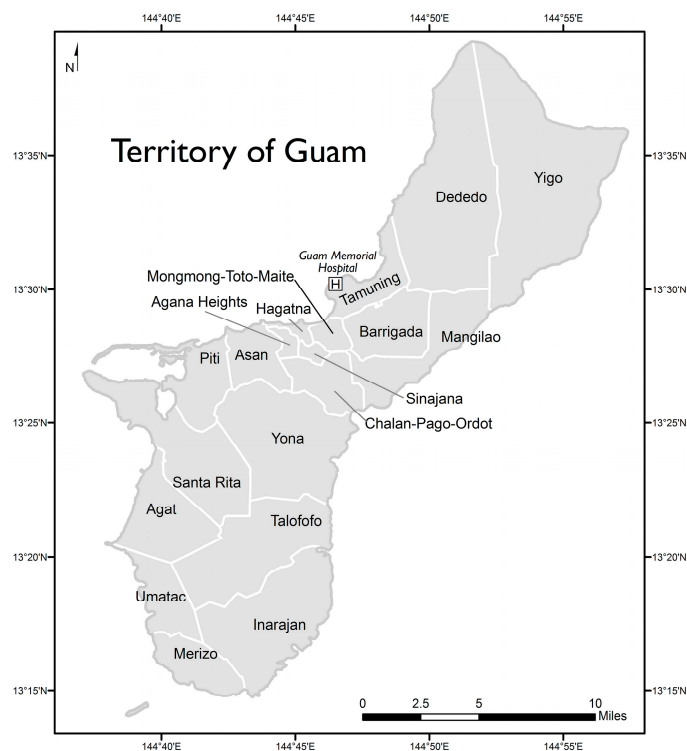 144°40'E 144°45'E 144°50'E 144°55'E
N
Territory of Guam
13°35'N 13°35'N
Yigo
Dededo
Guam Memorial
Hospital
H
Mongmong-Toto-Maite
13°30'N 13°30'N
Tamuning
Agana Heights
Hagatna
Barrigada
Mangilao
Piti
Asan
Sinajana
13°25'N 13°25'N
Chalan-Pago-Ordot
Yona
Santa Rita
Agat
Talofofo
13°20'N 13°20'N
Umatac
Inarajan
Merizo
13°15'N 13°15'N
0 2.5 5 10
Miles
144°40'E 144°45'E 144°50'E 144°55'E